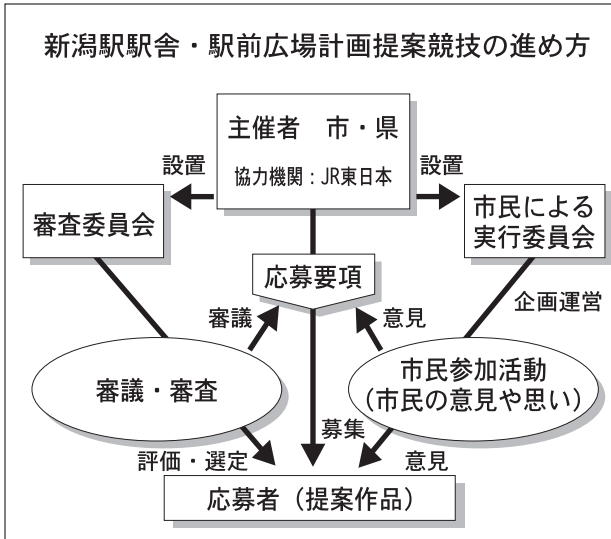 新潟駅駅舎・駅前広場計画提案競技の進め方
主催者　市・県
協力機関：JR東日本
設置
設置
審査委員会
市民による
実行委員会
応募要項
企画運営
審議
意見
審議・審査
市民参加活動
(市民の意見や思い)
募集
評価・選定
意見
応募者（提案作品）